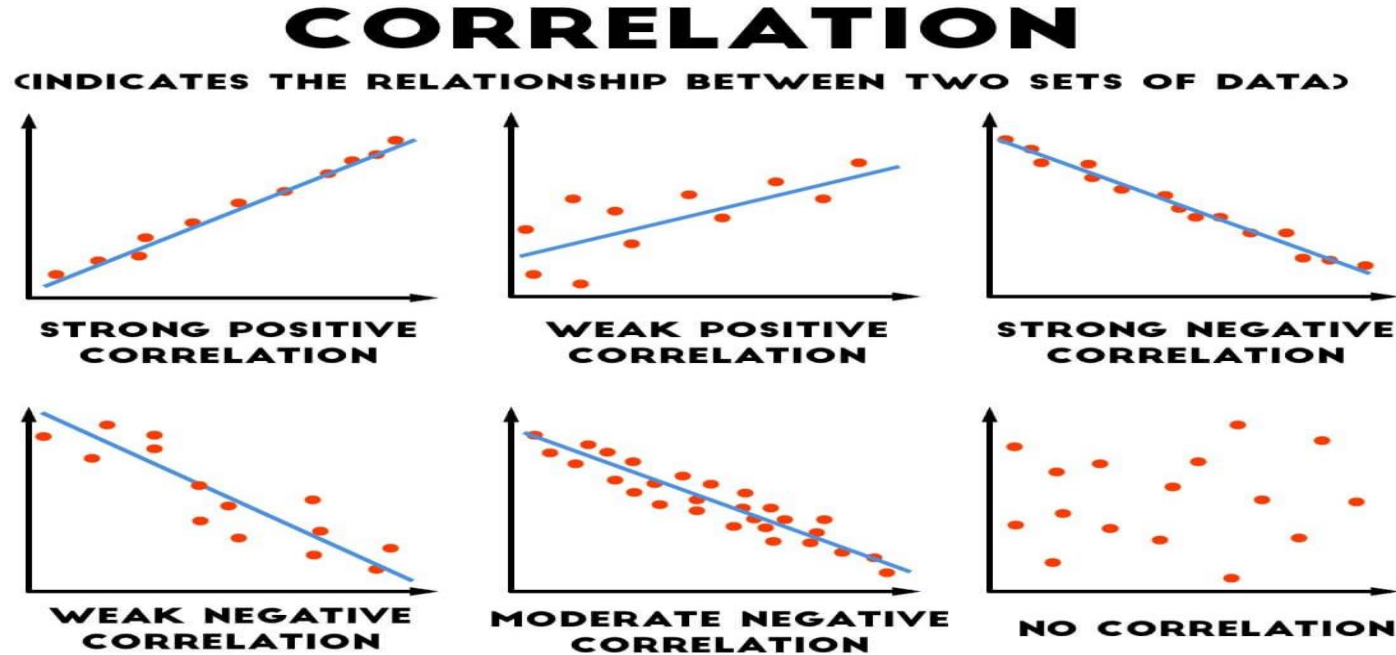 CORRELATION
(INDICATES THE RELATIONSHIP BETWEEN TWO SETS OF DATA)
STRONG POSITIVE
CORRELATION
WEAK POSITIVE
CORRELATION
STRONG NEGATIVE
CORRELATION
WEAK NEGATIVE
CORRELATION
MODERATE NEGATIVE
CORRELATION
NO CORRELATION